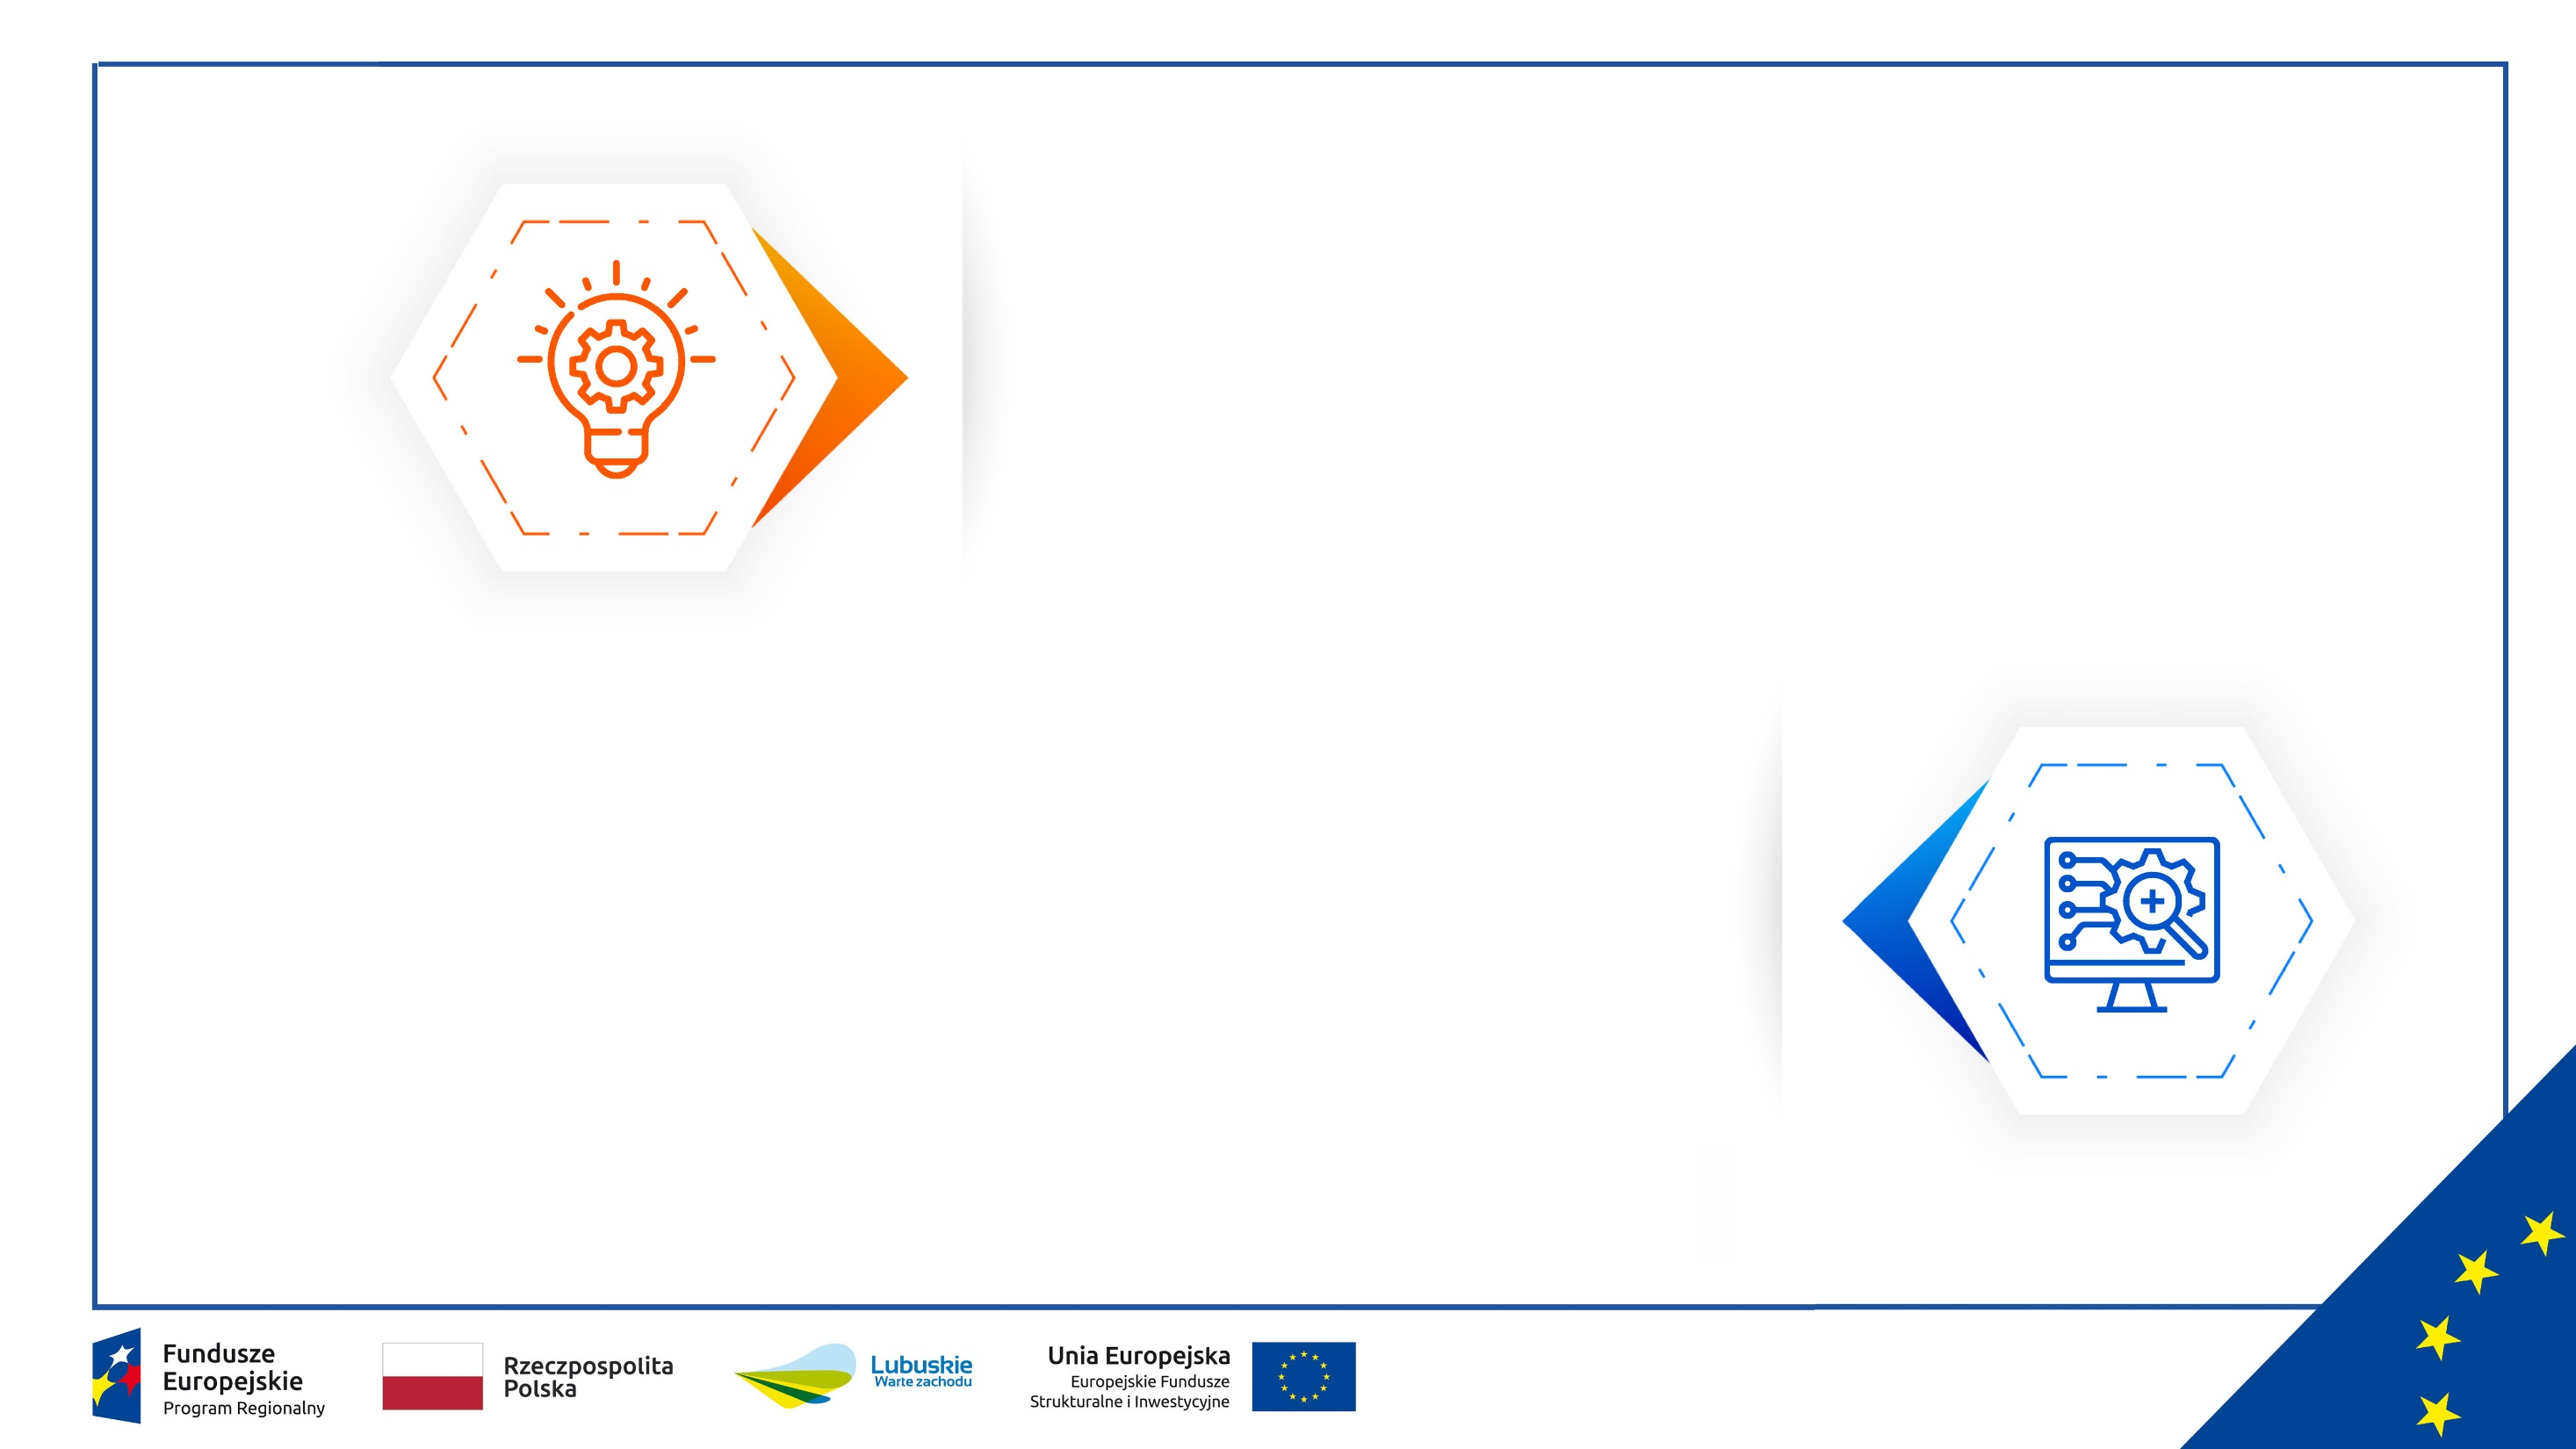 Fundusze
Europejskie
Program Regionalny
Rzeczpospolita
Polska
Lubuskie
Warte zachodu
Unia Europejska
Europejskie Fundusze
Strukturalne i Inwestycyjne